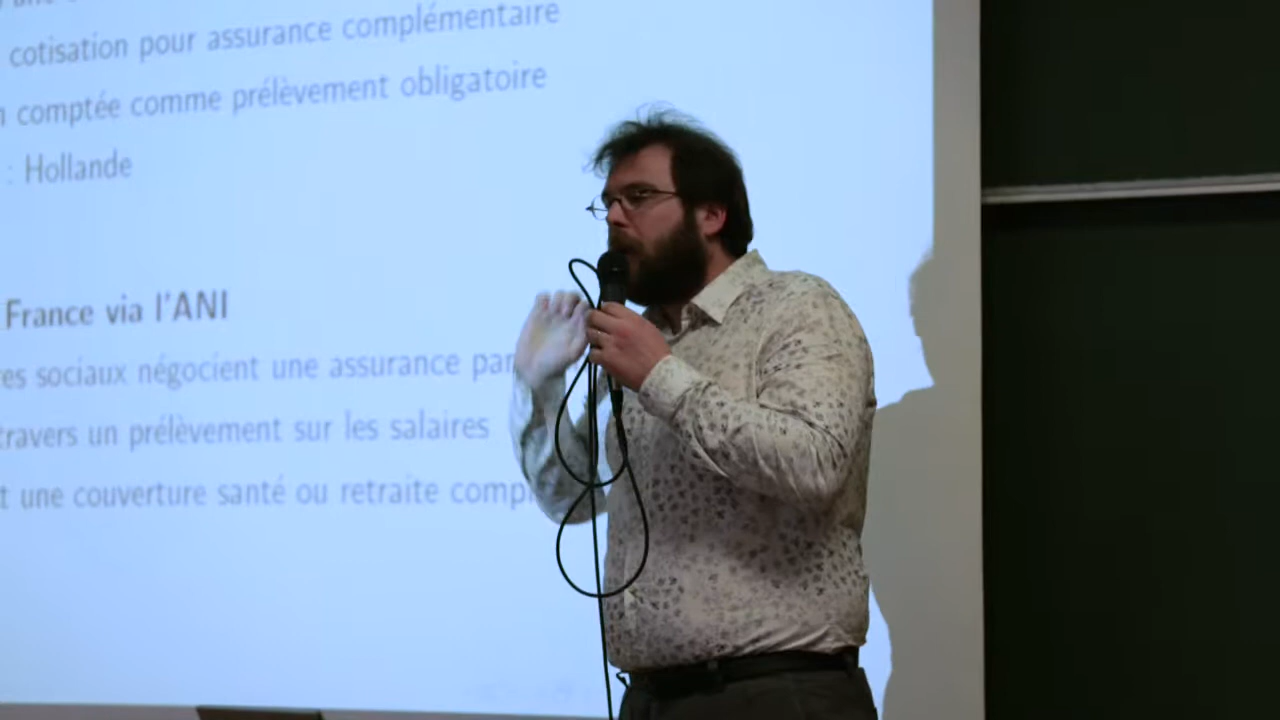 cotisation pour assurance complémentaire
comptée comme prélèvement obligatoire
: Hollande
France via l'ANI
sociaux négocient une assurance
travers un prélèvement sur les salaires
une couverture santé ou retraite